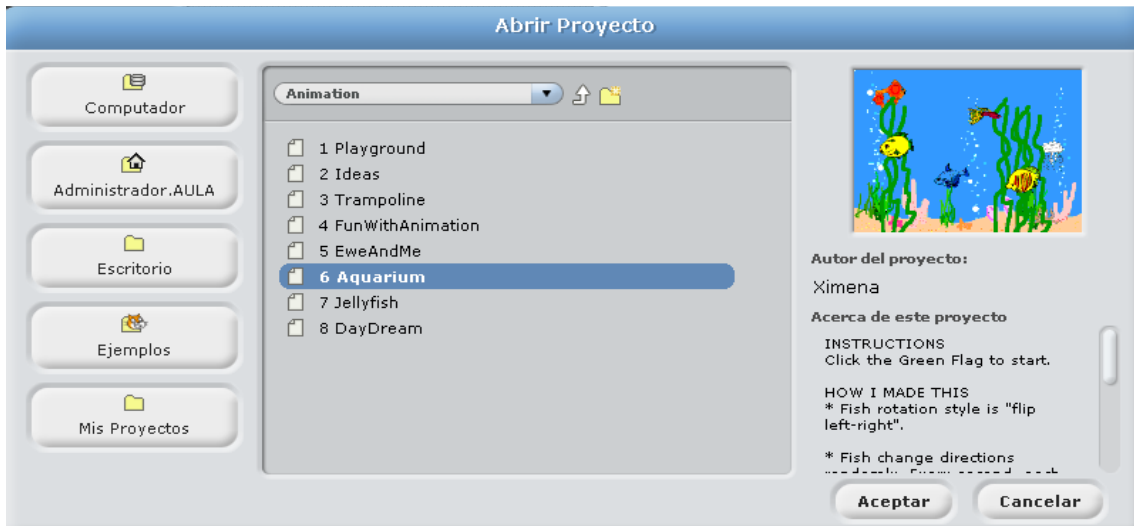 Abrir Proyecto
Computador
Administrador.AULA
Escritorio
Ejemplos
Mis Proyectos
Animation
1 Playground
2 Ideas
3 Trampoline
4 FunWithAnimation
5 EweAndMe
6 Aquarium
7 Jellyfish
8 DayDream
Autor del proyecto:
Ximena
Acerca de este proyecto
INSTRUCTIONS
Click the Green Flag to start.
HOW I MADE THIS
* Fish rotation style is "flip
left-right".
* Fish change directions
Aceptar
Cancelar